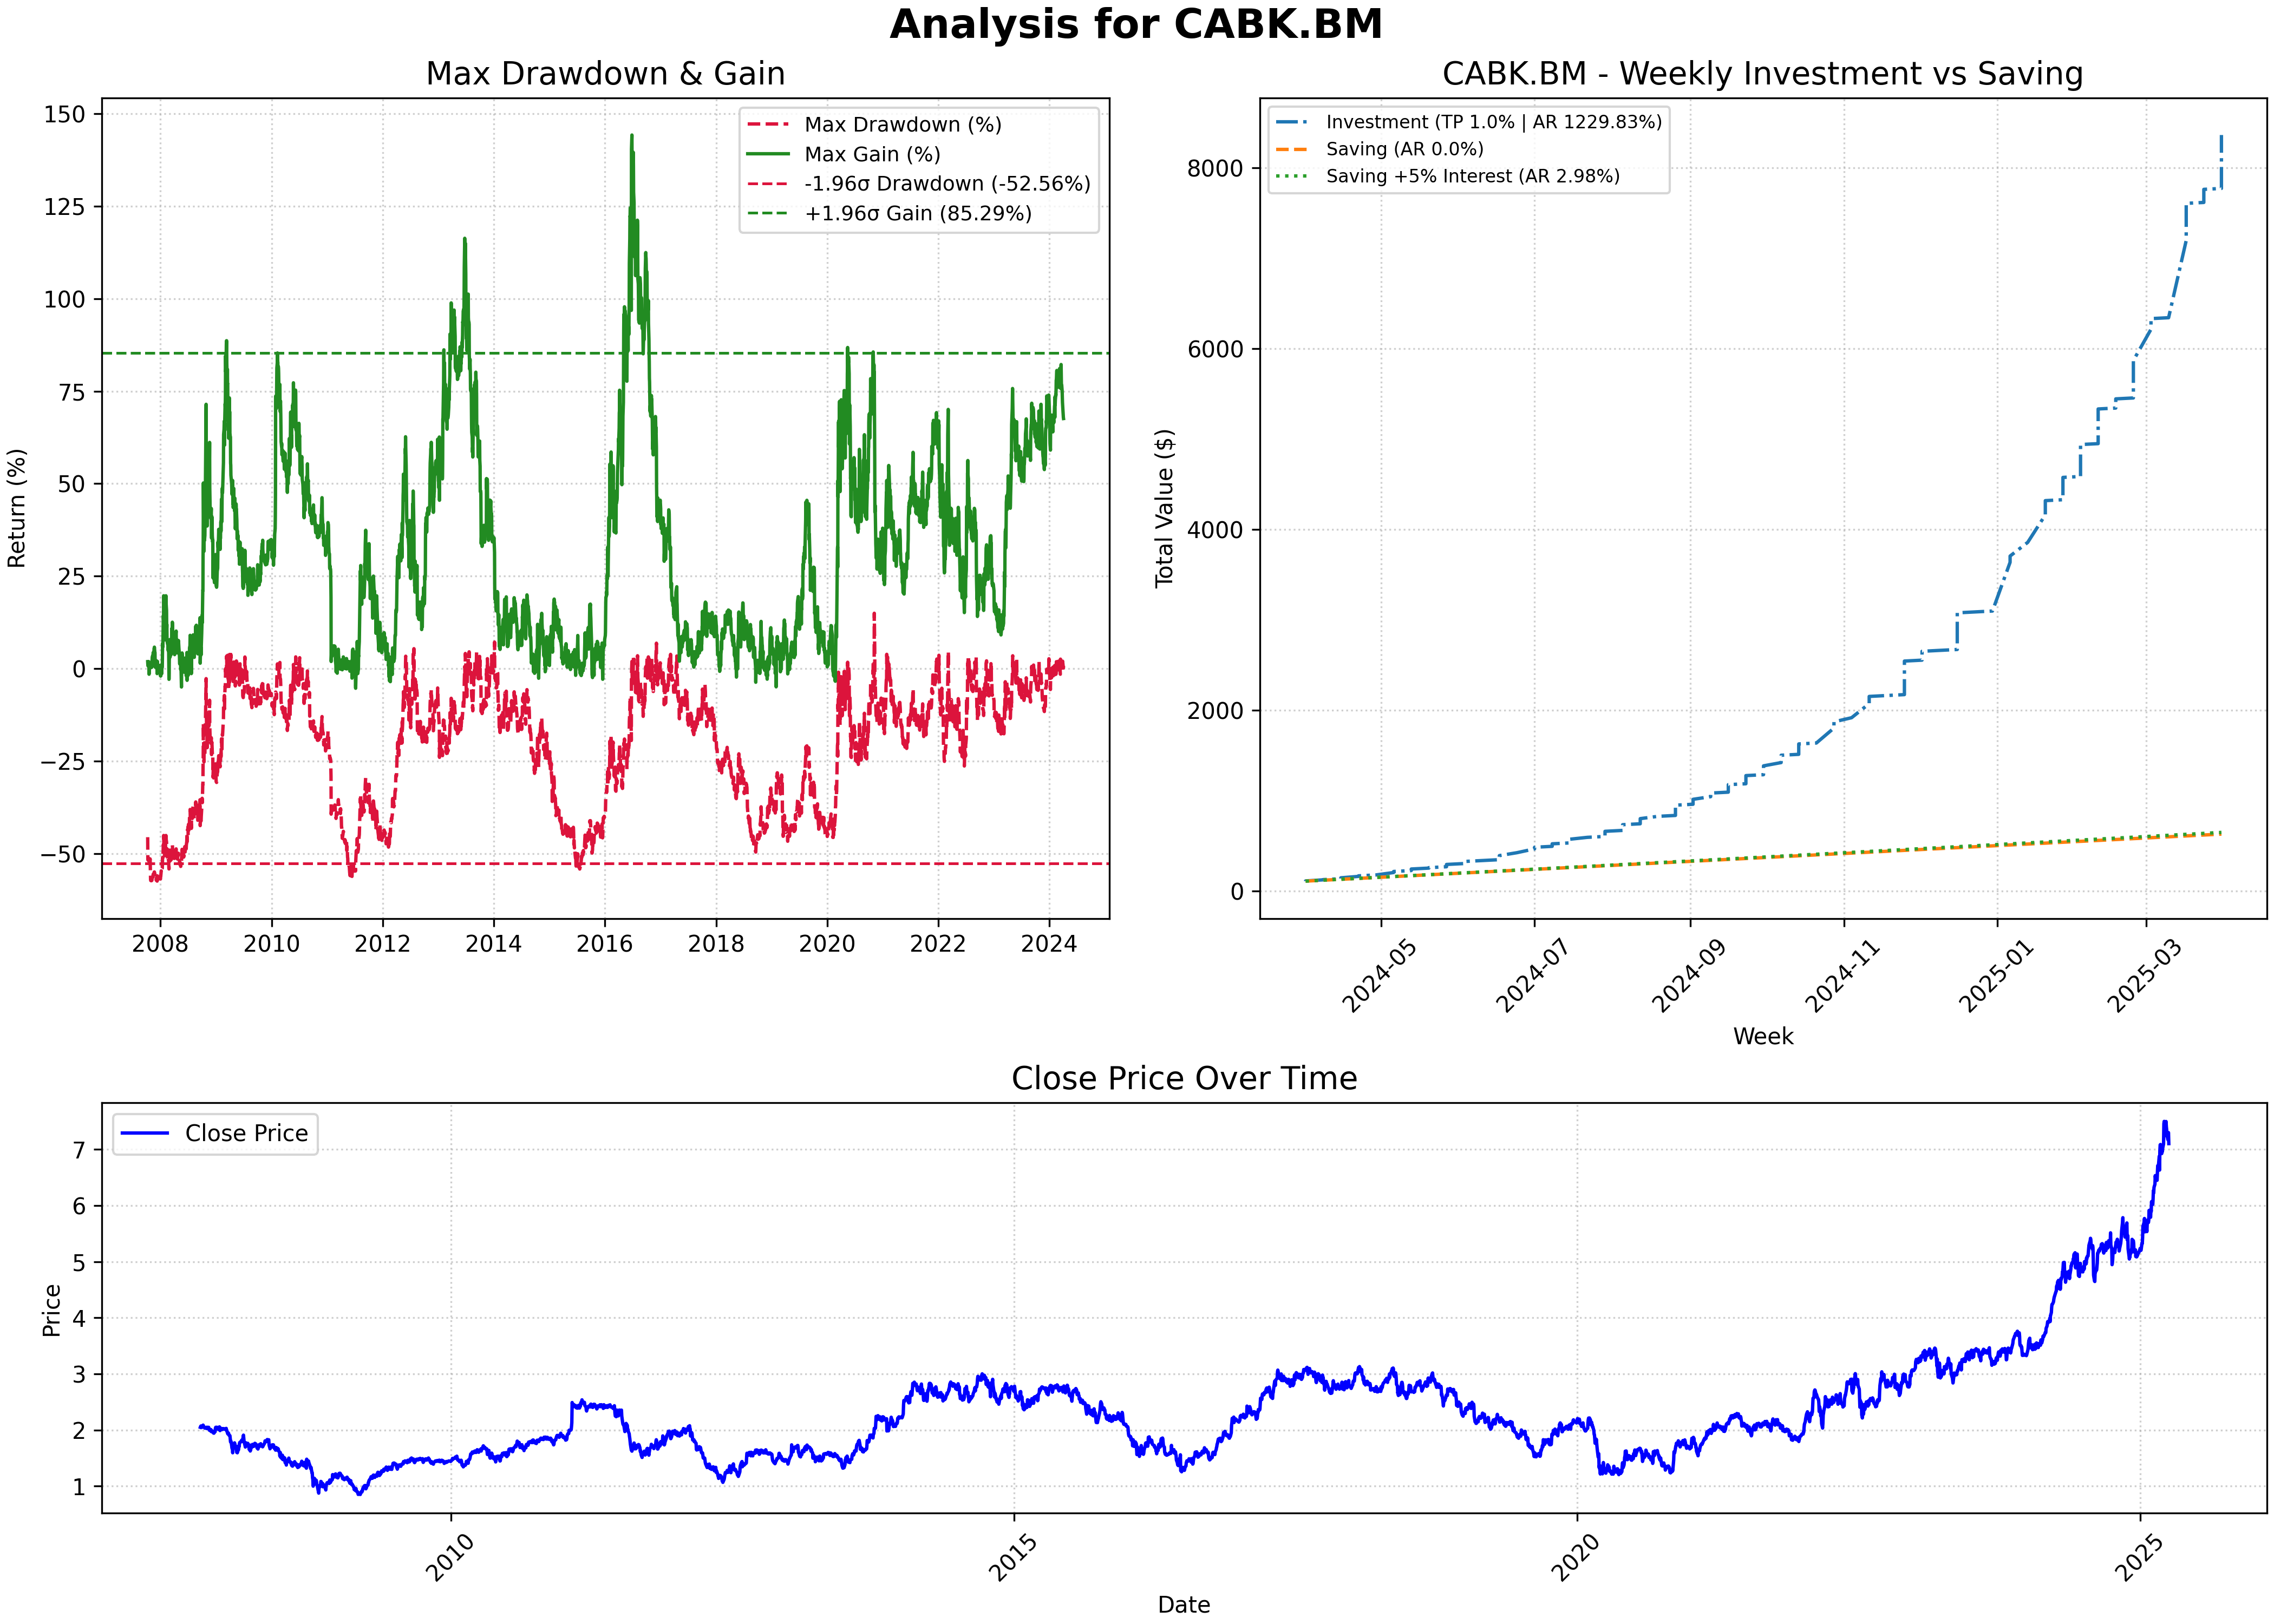 Analysis for CABK.BM
Max Drawdown & Gain
Return (%)
150
125
100
75
50
25
0
−25
−50
Max Drawdown (%)
Max Gain (%)
-1.96σ Drawdown (-52.56%)
+1.96σ Gain (85.29%)
2008
2010
2012
2014
2016
2018
2020
2022
2024
CABK.BM - Weekly Investment vs Saving
Total Value ($)
8000
6000
4000
2000
0
Investment (TP 1.0% | AR 1229.83%)
Saving (AR 0.0%)
Saving +5% Interest (AR 2.98%)
2024-05
2024-07
2024-09
2024-11
2025-01
2025-03
Week
Close Price Over Time
Price
7
6
5
4
3
2
1
Close Price
2010
2015
2020
2025
Date